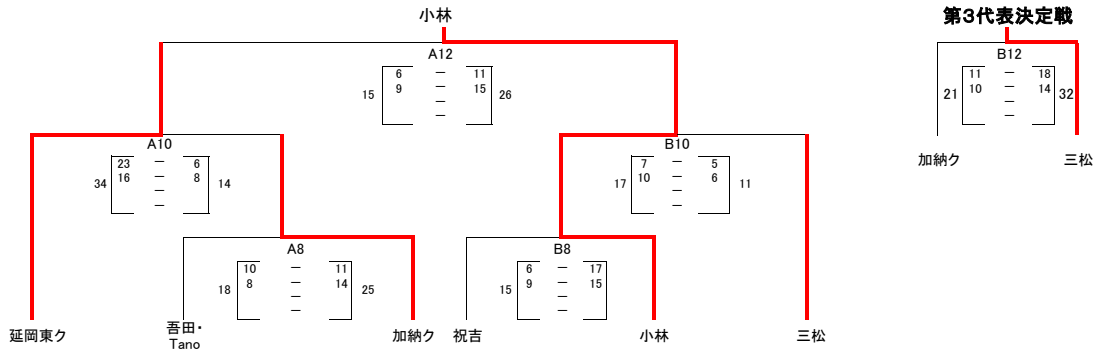 小林
第3代表決定戦
A12
6 － 11
9 － 15
－
－
15 26
B12
11 － 18
10 － 14
－
－
21 32
加納ク 三松
A10
23 － 6
16 － 8
－
－
34 14
B10
7 － 5
10 － 6
－
－
17 11
A8
10 － 11
8 － 14
－
－
18 25
B8
6 － 17
9 － 15
－
－
15
延岡東ク
吾田・
Tano
加納ク
祝吉
小林
三松